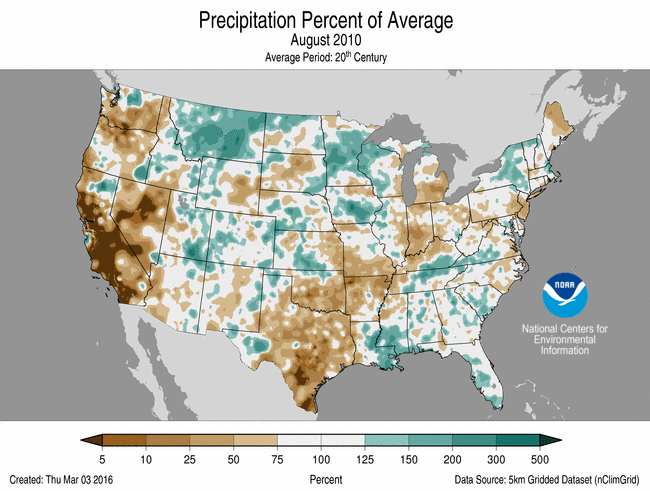 Precipitation Percent of Average
August 2010
Average Period: 20th Century
NOAA
National Centers for
Environmental
Information
5 10 25 50 75 100 125 150 200 300 500
Created: Thu Mar 03 2016 Percent Data Source: 5km Gridded Dataset (nClimGrid)